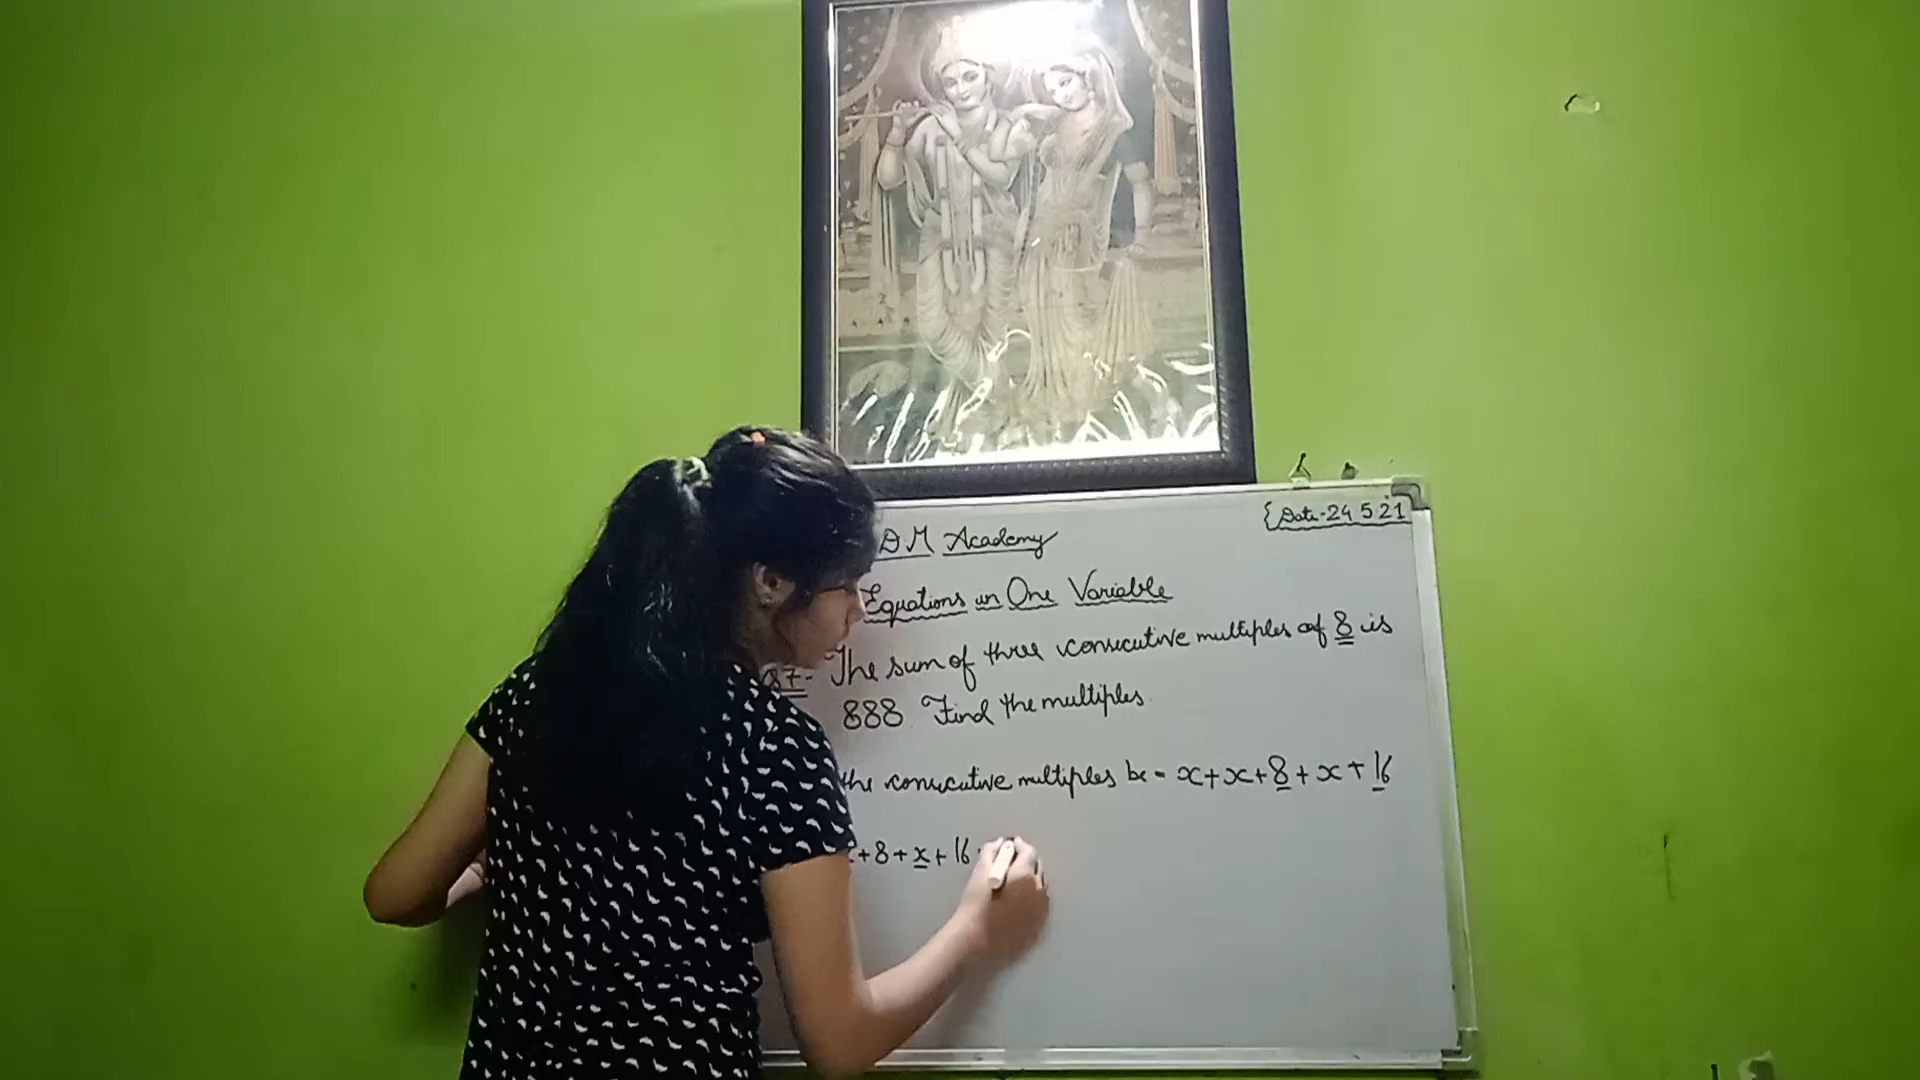 D M Academy
{Date-24 5 21
Equations in One Variable
Q7- The sum of three consecutive multiples of 8 is
888 Find the multiples.
the consecutive multiples be = x+x+8+x+16
+8+x+16